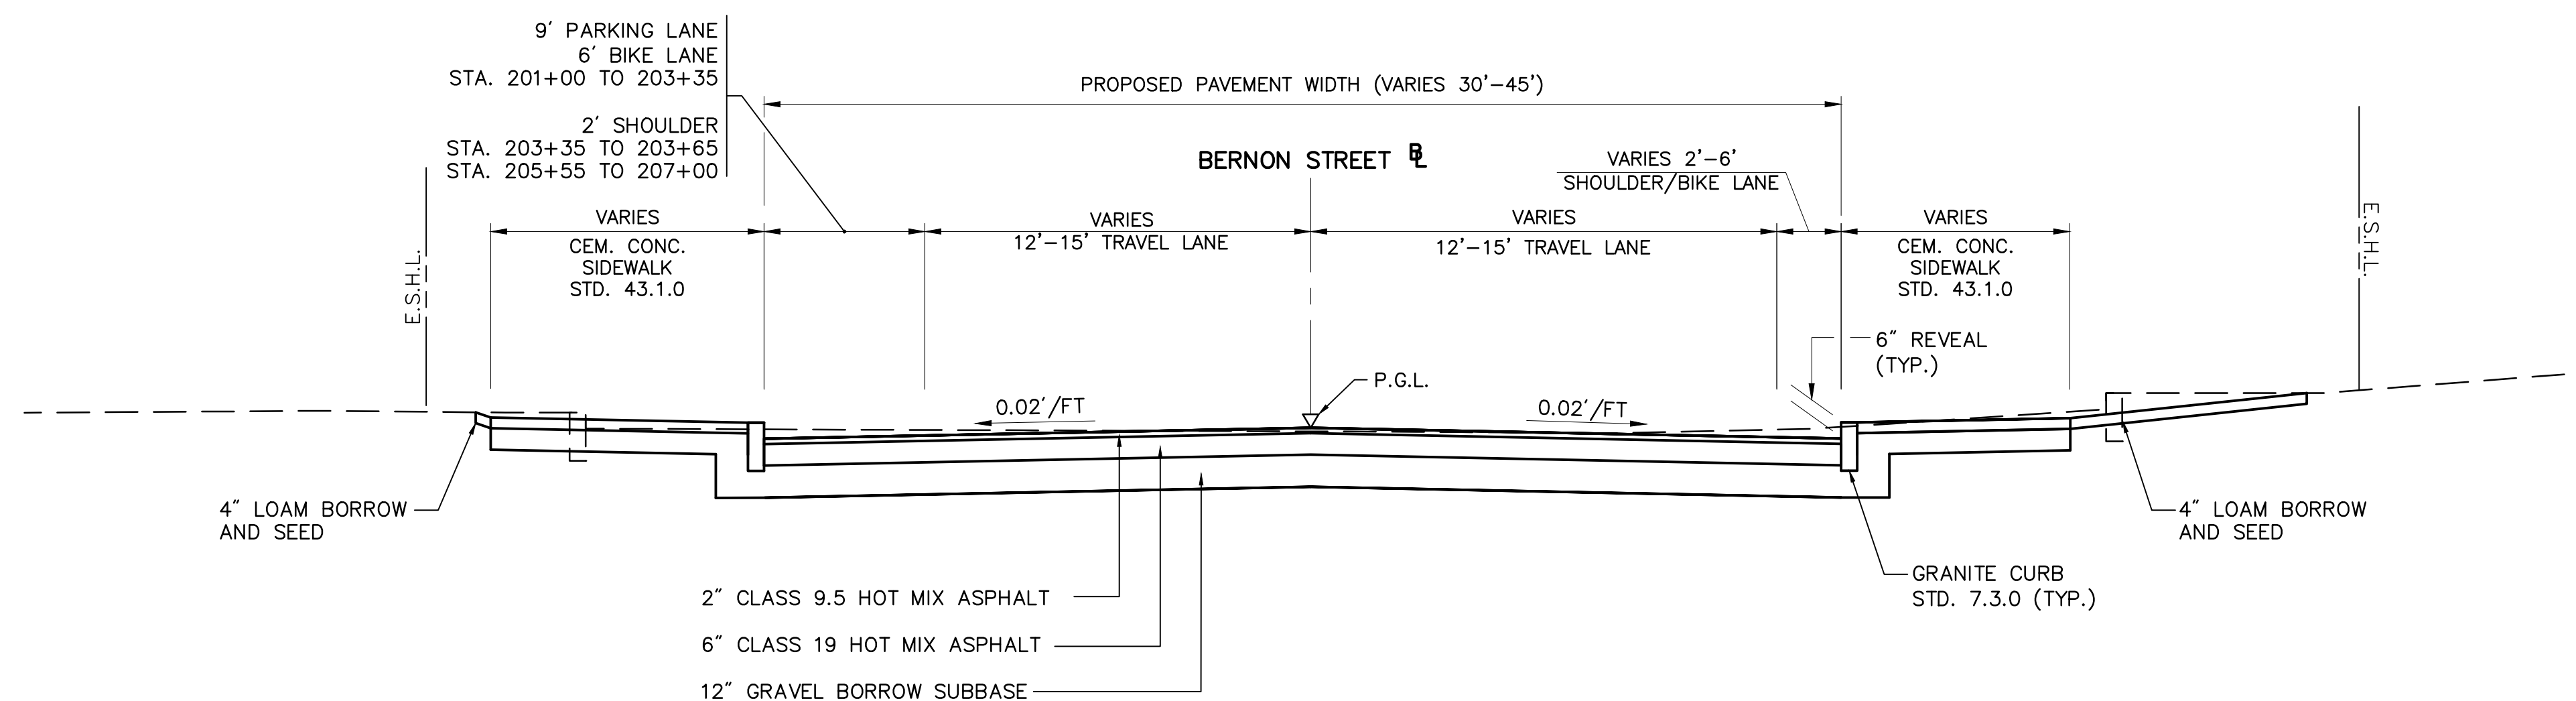 9' PARKING LANE
6' BIKE LANE
STA. 201+00 TO 203+35
2' SHOULDER
STA. 203+35 TO 203+65
STA. 205+55 TO 207+00
PROPOSED PAVEMENT WIDTH (VARIES 30'-45')
BERNON STREET BL
VARIES 2'-6'
SHOULDER/BIKE LANE
E.S.H.L.
VARIES
CEM. CONC.
SIDEWALK
STD. 43.1.0
VARIES
12'-15' TRAVEL LANE
VARIES
12'-15' TRAVEL LANE
VARIES
CEM. CONC.
SIDEWALK
STD. 43.1.0
E.S.H.L.
6" REVEAL
(TYP.)
P.G.L.
0.02'/FT
0.02'/FT
4" LOAM BORROW
AND SEED
4" LOAM BORROW
AND SEED
GRANITE CURB
STD. 7.3.0 (TYP.)
2" CLASS 9.5 HOT MIX ASPHALT
6" CLASS 19 HOT MIX ASPHALT
12" GRAVEL BORROW SUBBASE